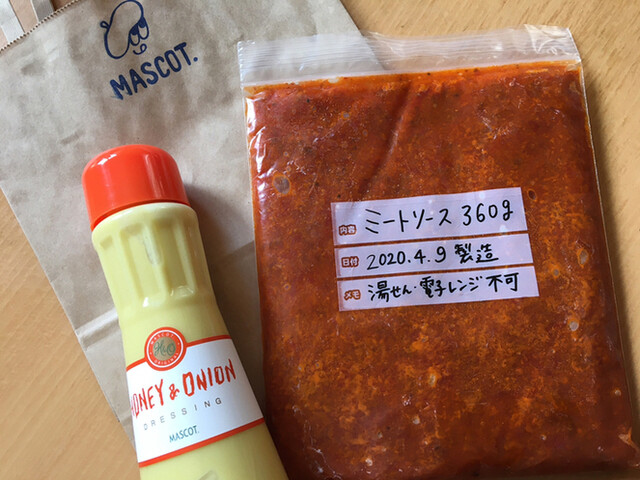 MASCOT.
内容 ミートソース 360g
日付 2020.4.9 製造
メモ 湯せん・電子レンジ 不可
H&O
HONEY & ONION
DRESSING
MASCOT.